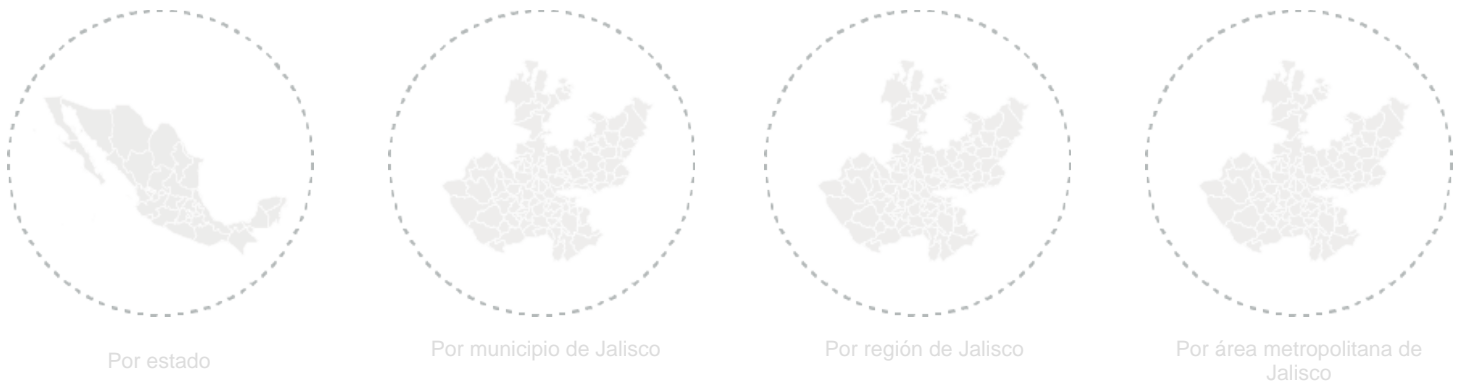 Por estado
Por municipio de Jalisco
Por región de Jalisco
Por área metropolitana de
Jalisco